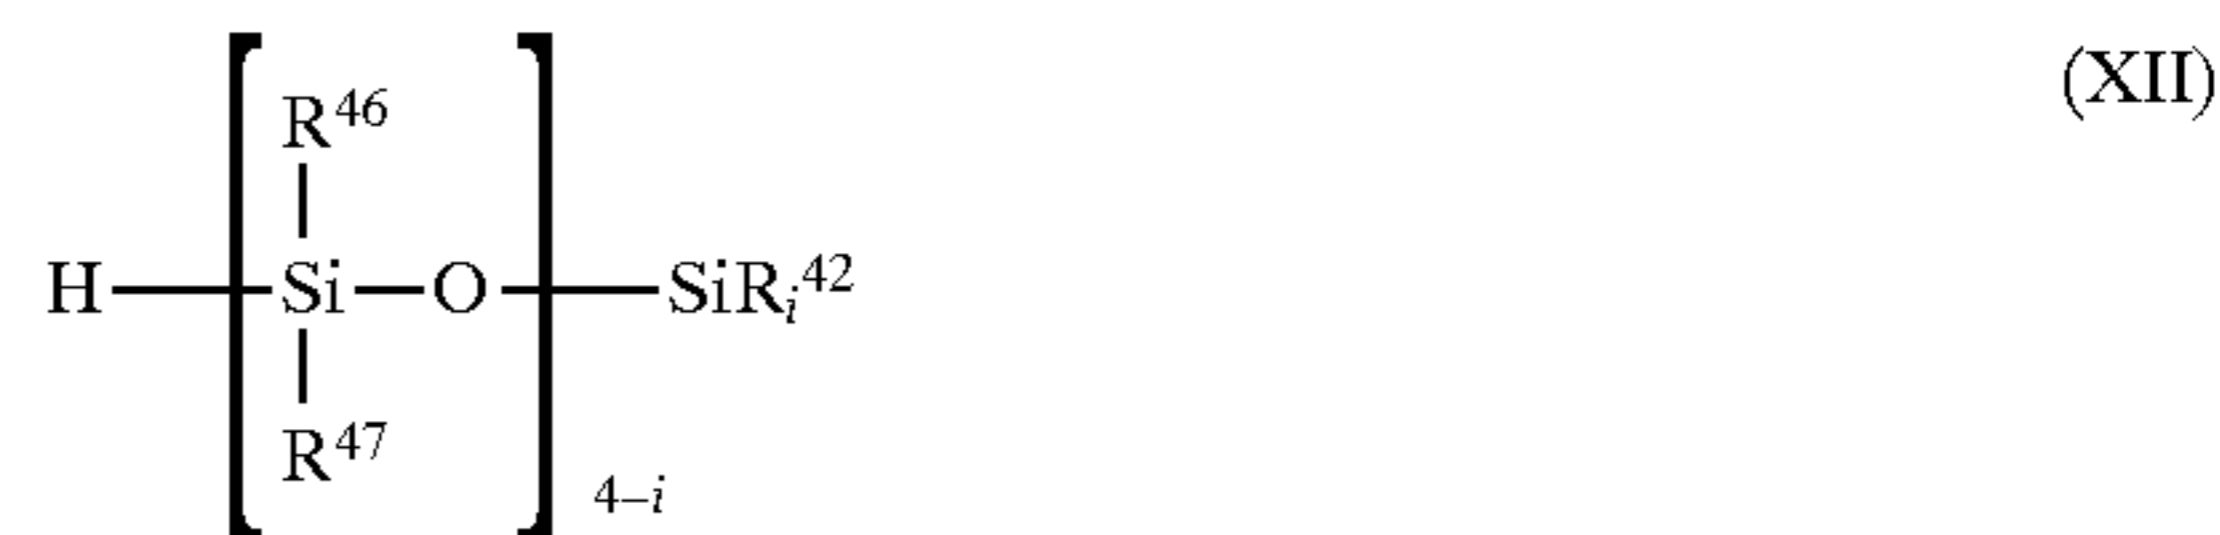 (XII)
R46
H Si O SiRi42
R47
4–i